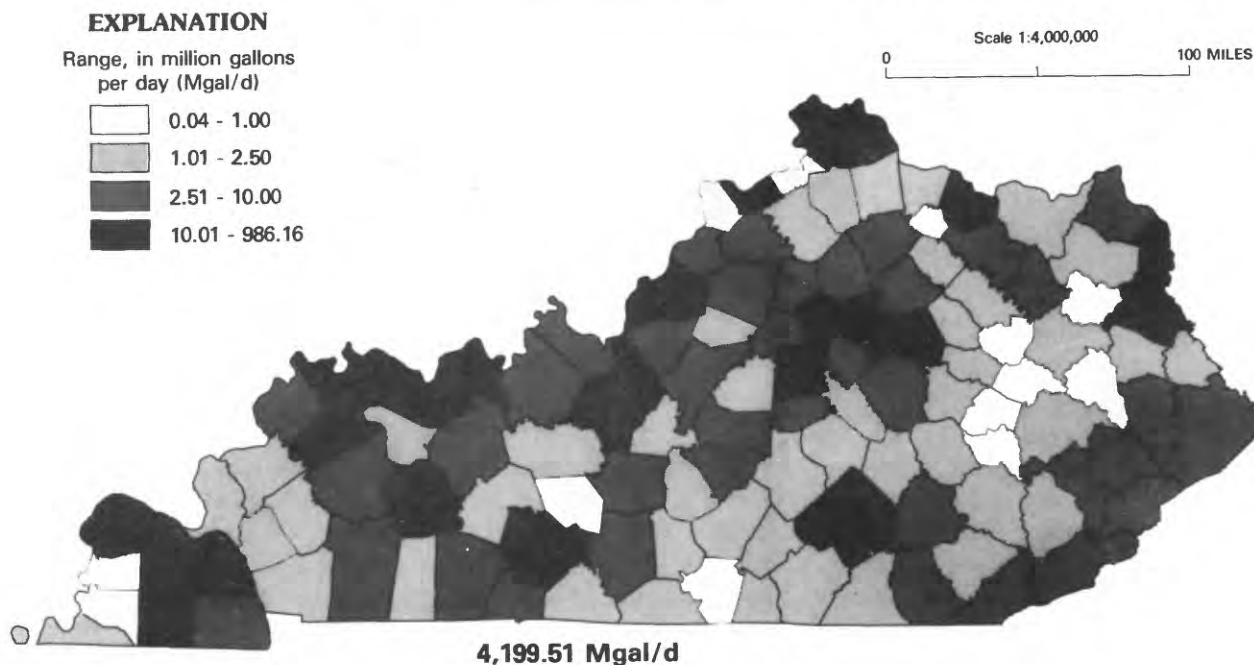 EXPLANATION
Range, in million gallons
per day (Mgal/d)
0.04 - 1.00
1.01 - 2.50
2.51 - 10.00
10.01 - 986.16
Scale 1:4,000,000
0 100 MILES
4,199.51 Mgal/d